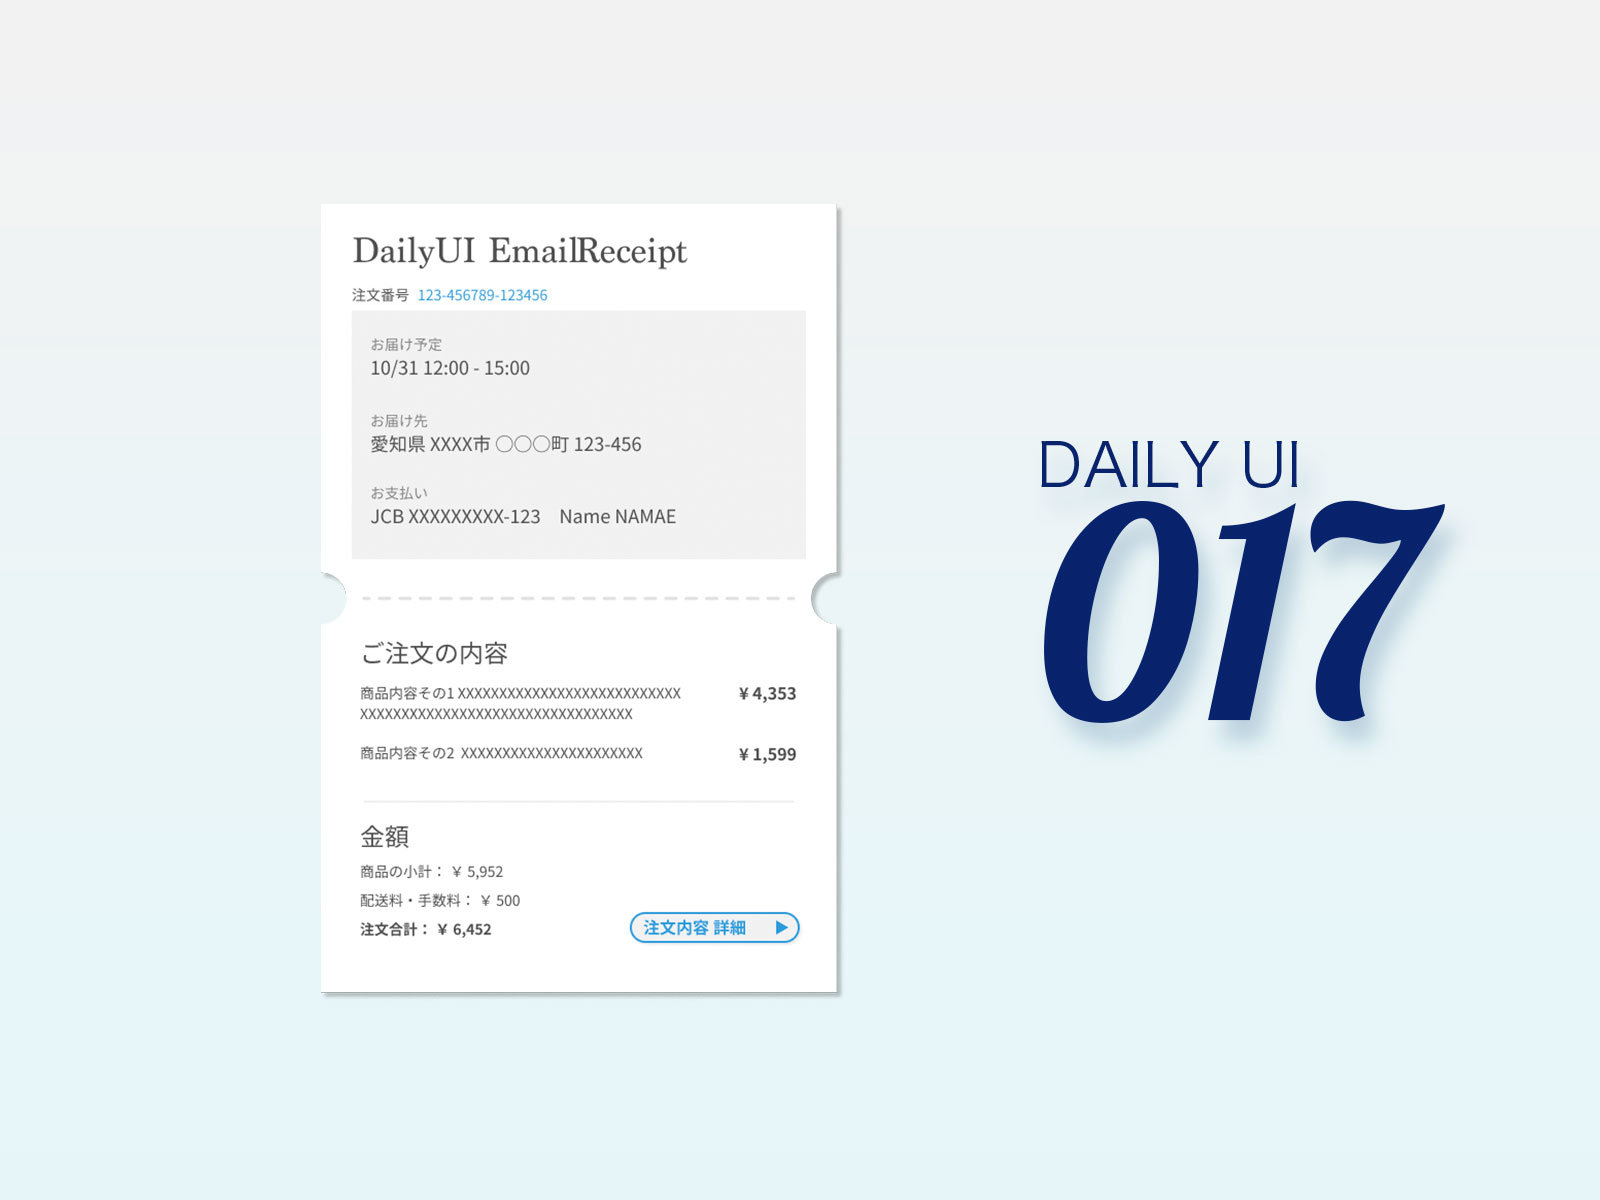 DailyUI EmailReceipt
注文番号 123-456789-123456
お届け予定
10/31 12:00 - 15:00
お届け先
愛知県 XXXX市 〇〇〇町 123-456
お支払い
JCB XXXXXXXXX-123 Name NAMAE
ご注文の内容
商品内容その1 XXXXXXXXXXXXXXXXXXXXXXXXXXX ¥ 4,353
XXXXXXXXXXXXXXXXXXXXXXXXXXXXXXXXX
商品内容その2 XXXXXXXXXXXXXXXXXXXXXX ¥ 1,599
金額
商品の小計： ¥ 5,952
配送料・手数料： ¥ 500
注文合計： ¥ 6,452
注文内容 詳細 ▶
DAILY UI
017